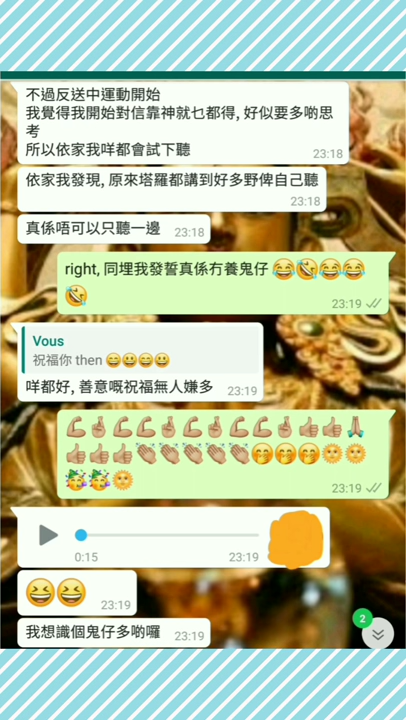 不過反送中運動開始
我覺得我開始對信靠神就乜都得, 好似要多啲思
考
所以依家我咩都會試下聽
23:18
依家我發現, 原來塔羅都講到好多野俾自己聽
23:18
真係唔可以只聽一邊 23:18
right, 同埋我發誓真係冇養鬼仔 😂🤣😂😂
🤣
23:19
Vous
祝福你 then 😄😃😄😃
咩都好, 善意嘅祝福無人嫌多 23:19
💪🏼🤞🏼💪🏼💪🏼🤞🏼💪🏼🤞🏼💪🏼💪🏼🤞🏼👍🏼👍🏼🙏🏼
👍🏼👍🏼👍🏼👏🏼👏🏼👏🏼👏🏼👏🏼🤭🤭🤭🌞🌞
🥳🥳🌞
23:19
0:15 23:19
😆😆 23:19
2
我想識個鬼仔多啲囉 23:19